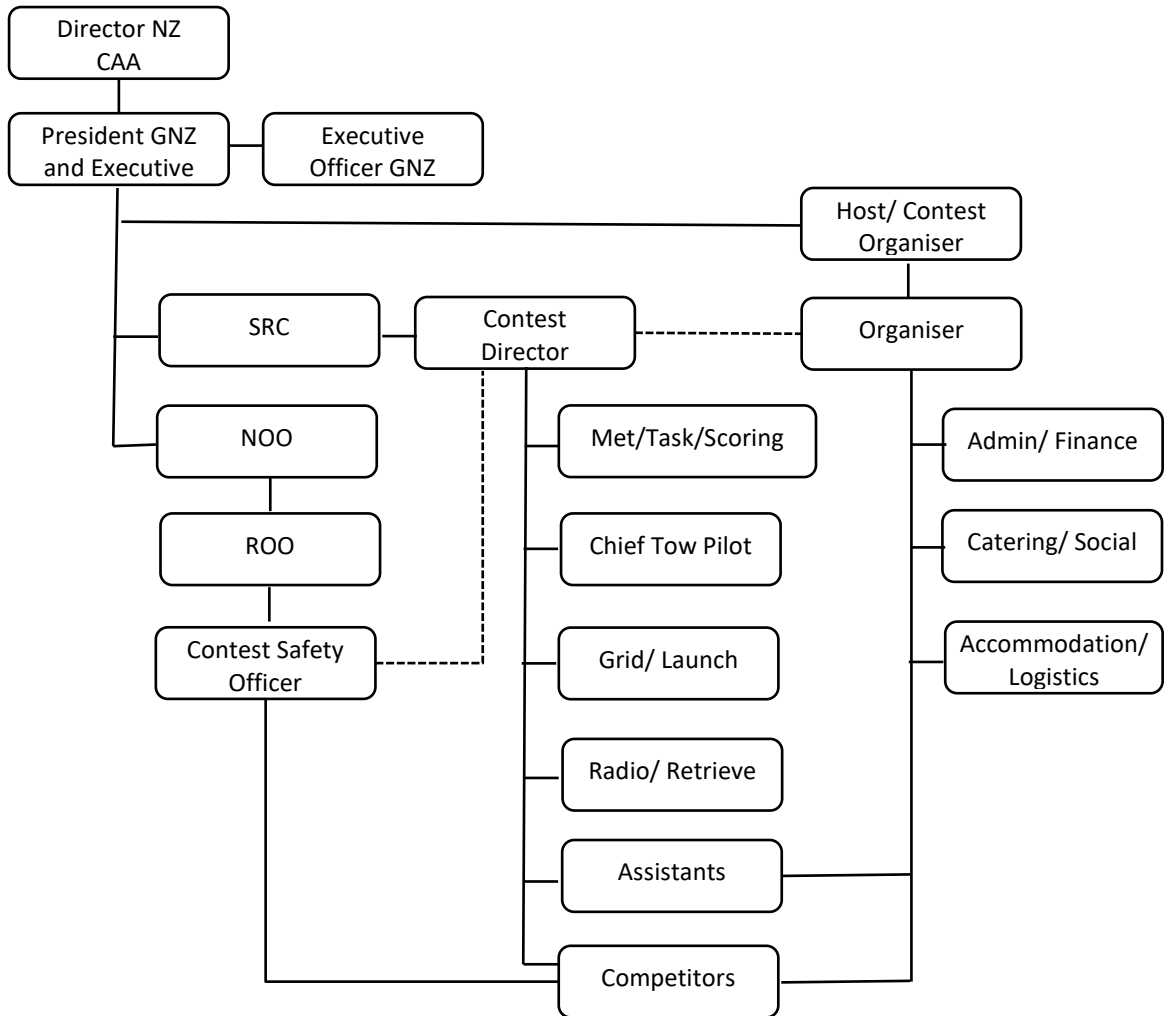 Director NZ
CAA
President GNZ
and Executive
Executive
Officer GNZ
Host/ Contest
Organiser
SRC
Contest
Director
Organiser
NOO
Met/Task/Scoring
Admin/ Finance
ROO
Chief Tow Pilot
Catering/ Social
Contest Safety
Officer
Grid/ Launch
Accommodation/
Logistics
Radio/ Retrieve
Assistants
Competitors